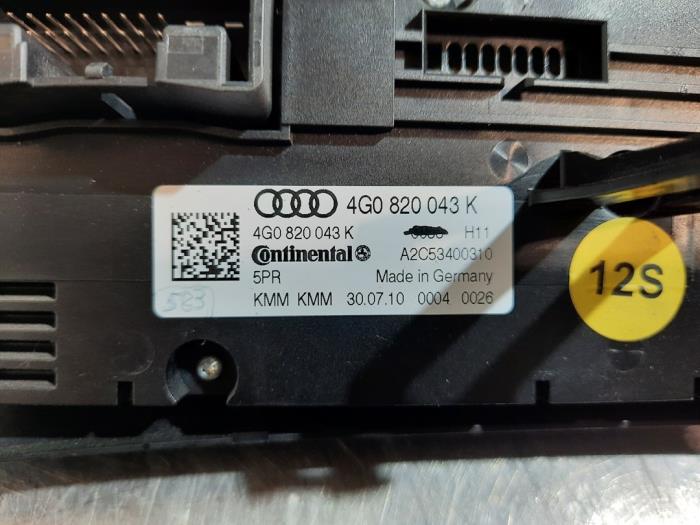 4G0 820 043 K
4G0 820 043 K H11
Continental A2C53400310
5PR Made in Germany
KMM KMM 30.07.10 0004 0026
583
12S